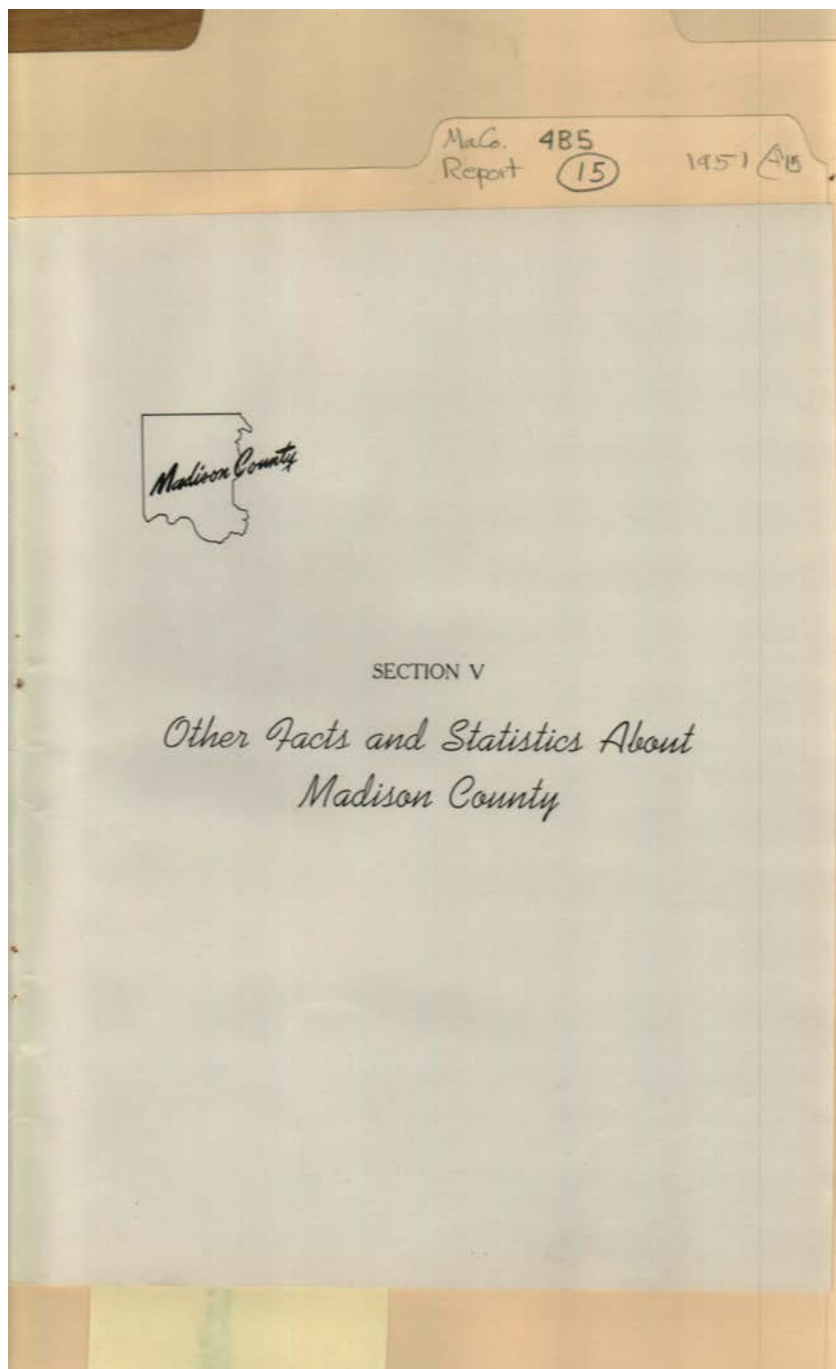 MaCo. 485
Report 15
1951
Madison County
SECTION V
Other Facts and Statistics About
Madison County